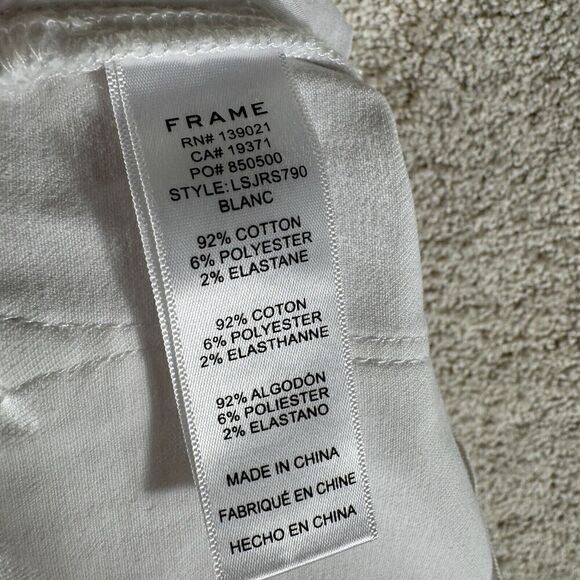 FRAME
RN# 139021
CA# 19371
PO# 850500
STYLE: LSJRS790
BLANC
92% COTTON
6% POLYESTER
2% ELASTANE
92% COTON
6% POLYESTER
2% ELASTHANNE
92% ALGODÓN
6% POLIESTER
2% ELASTANO
MADE IN CHINA
FABRIQUÉ EN CHINE
HECHO EN CHINA